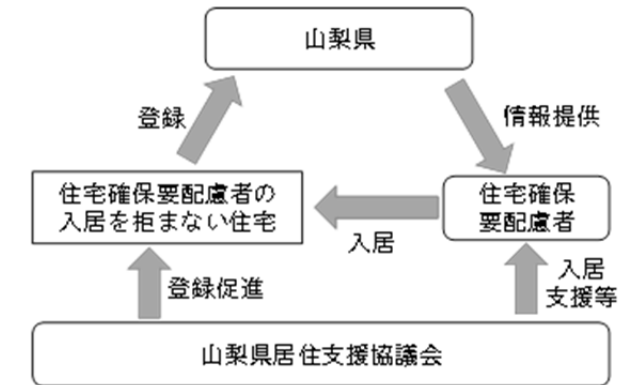 山梨県
登録
情報提供
住宅確保要配慮者の
入居を拒まない住宅
住宅確保
要配慮者
入居
登録促進
入居
支援等
山梨県居住支援協議会